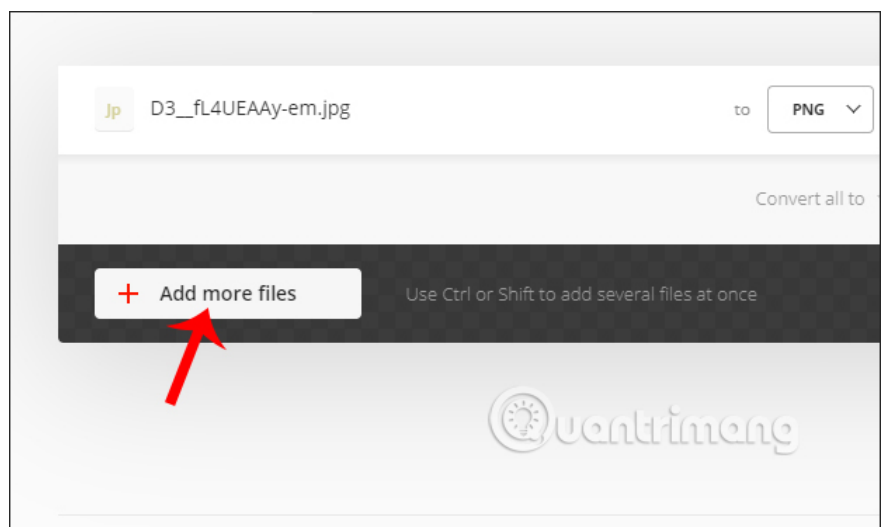 Jp D3__fL4UEAAy-em.jpg to PNG
Convert all to
Add more files Use Ctrl or Shift to add several files at once
Quantrimang